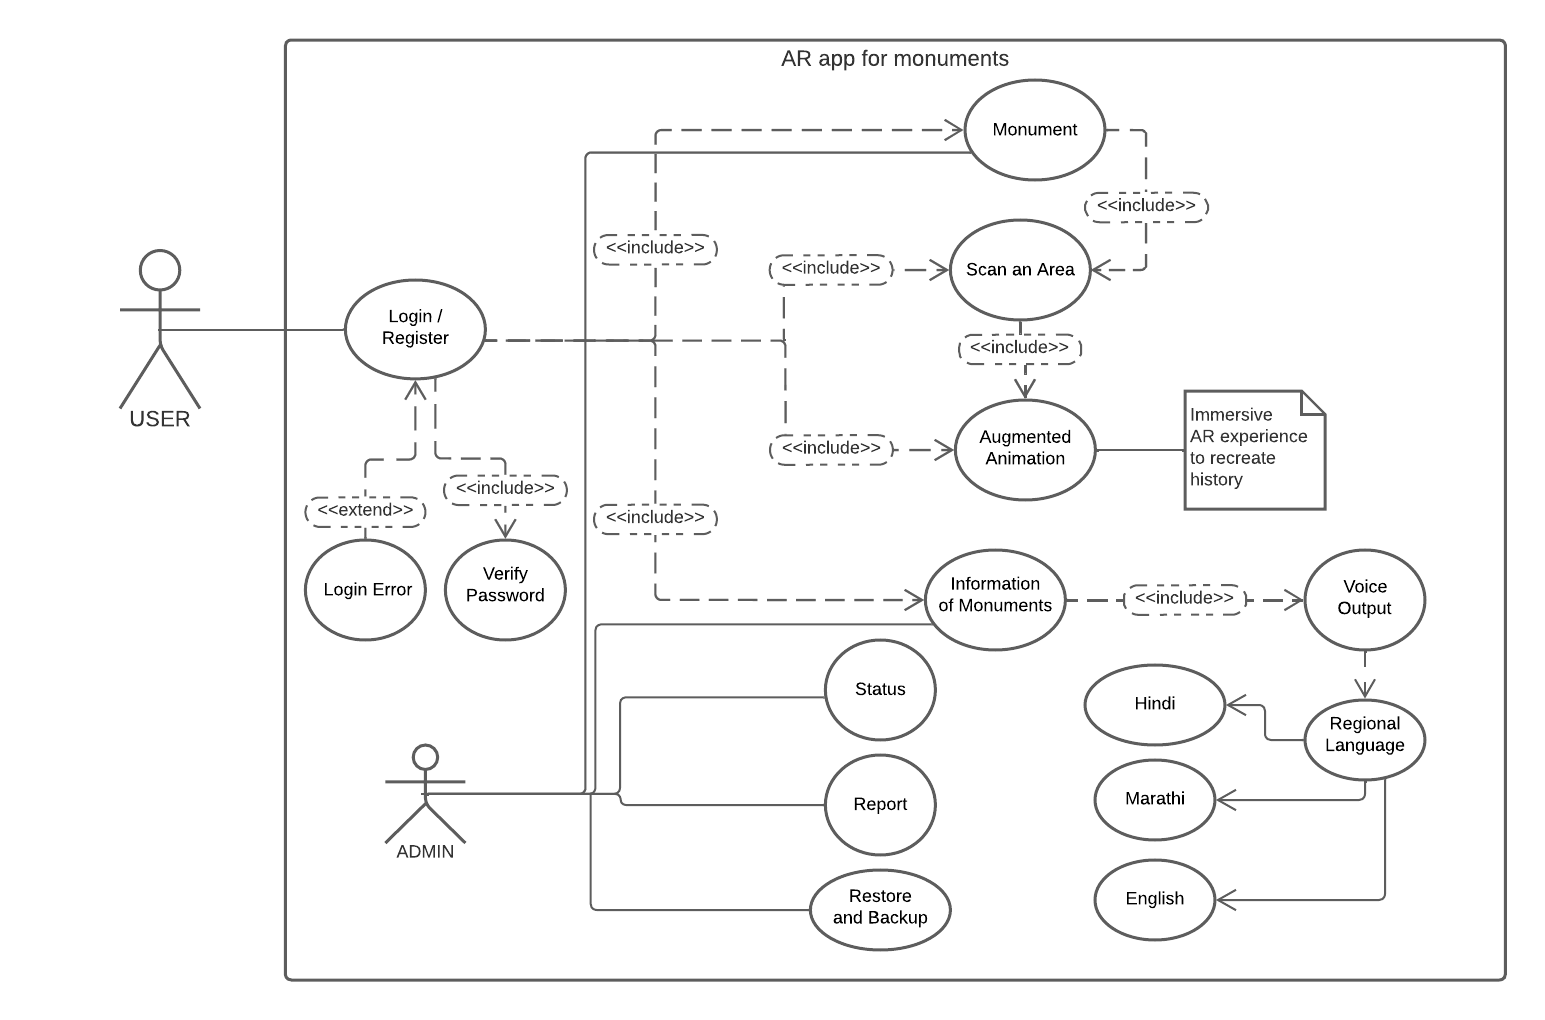 AR app for monuments
Monument
<<include>>
<<include>>
<<include>>
Scan an Area
Login /
Register
<<include>>
USER
Immersive
AR experience
to recreate
history
Augmented
Animation
<<include>>
<<include>>
<<extend>>
<<include>>
Login Error
Verify
Password
Information
of Monuments
<<include>>
Voice
Output
Status
Hindi
Regional
Language
Report
Marathi
ADMIN
Restore
and Backup
English